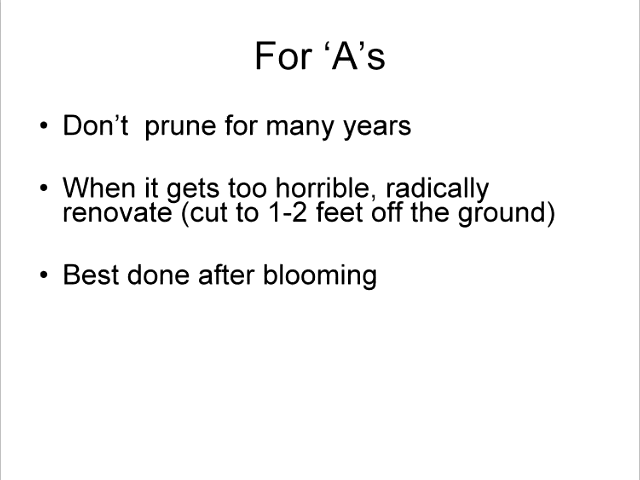 For ‘A’s
• Don’t  prune for many years
• When it gets too horrible, radically
renovate (cut to 1-2 feet off the ground)
• Best done after blooming